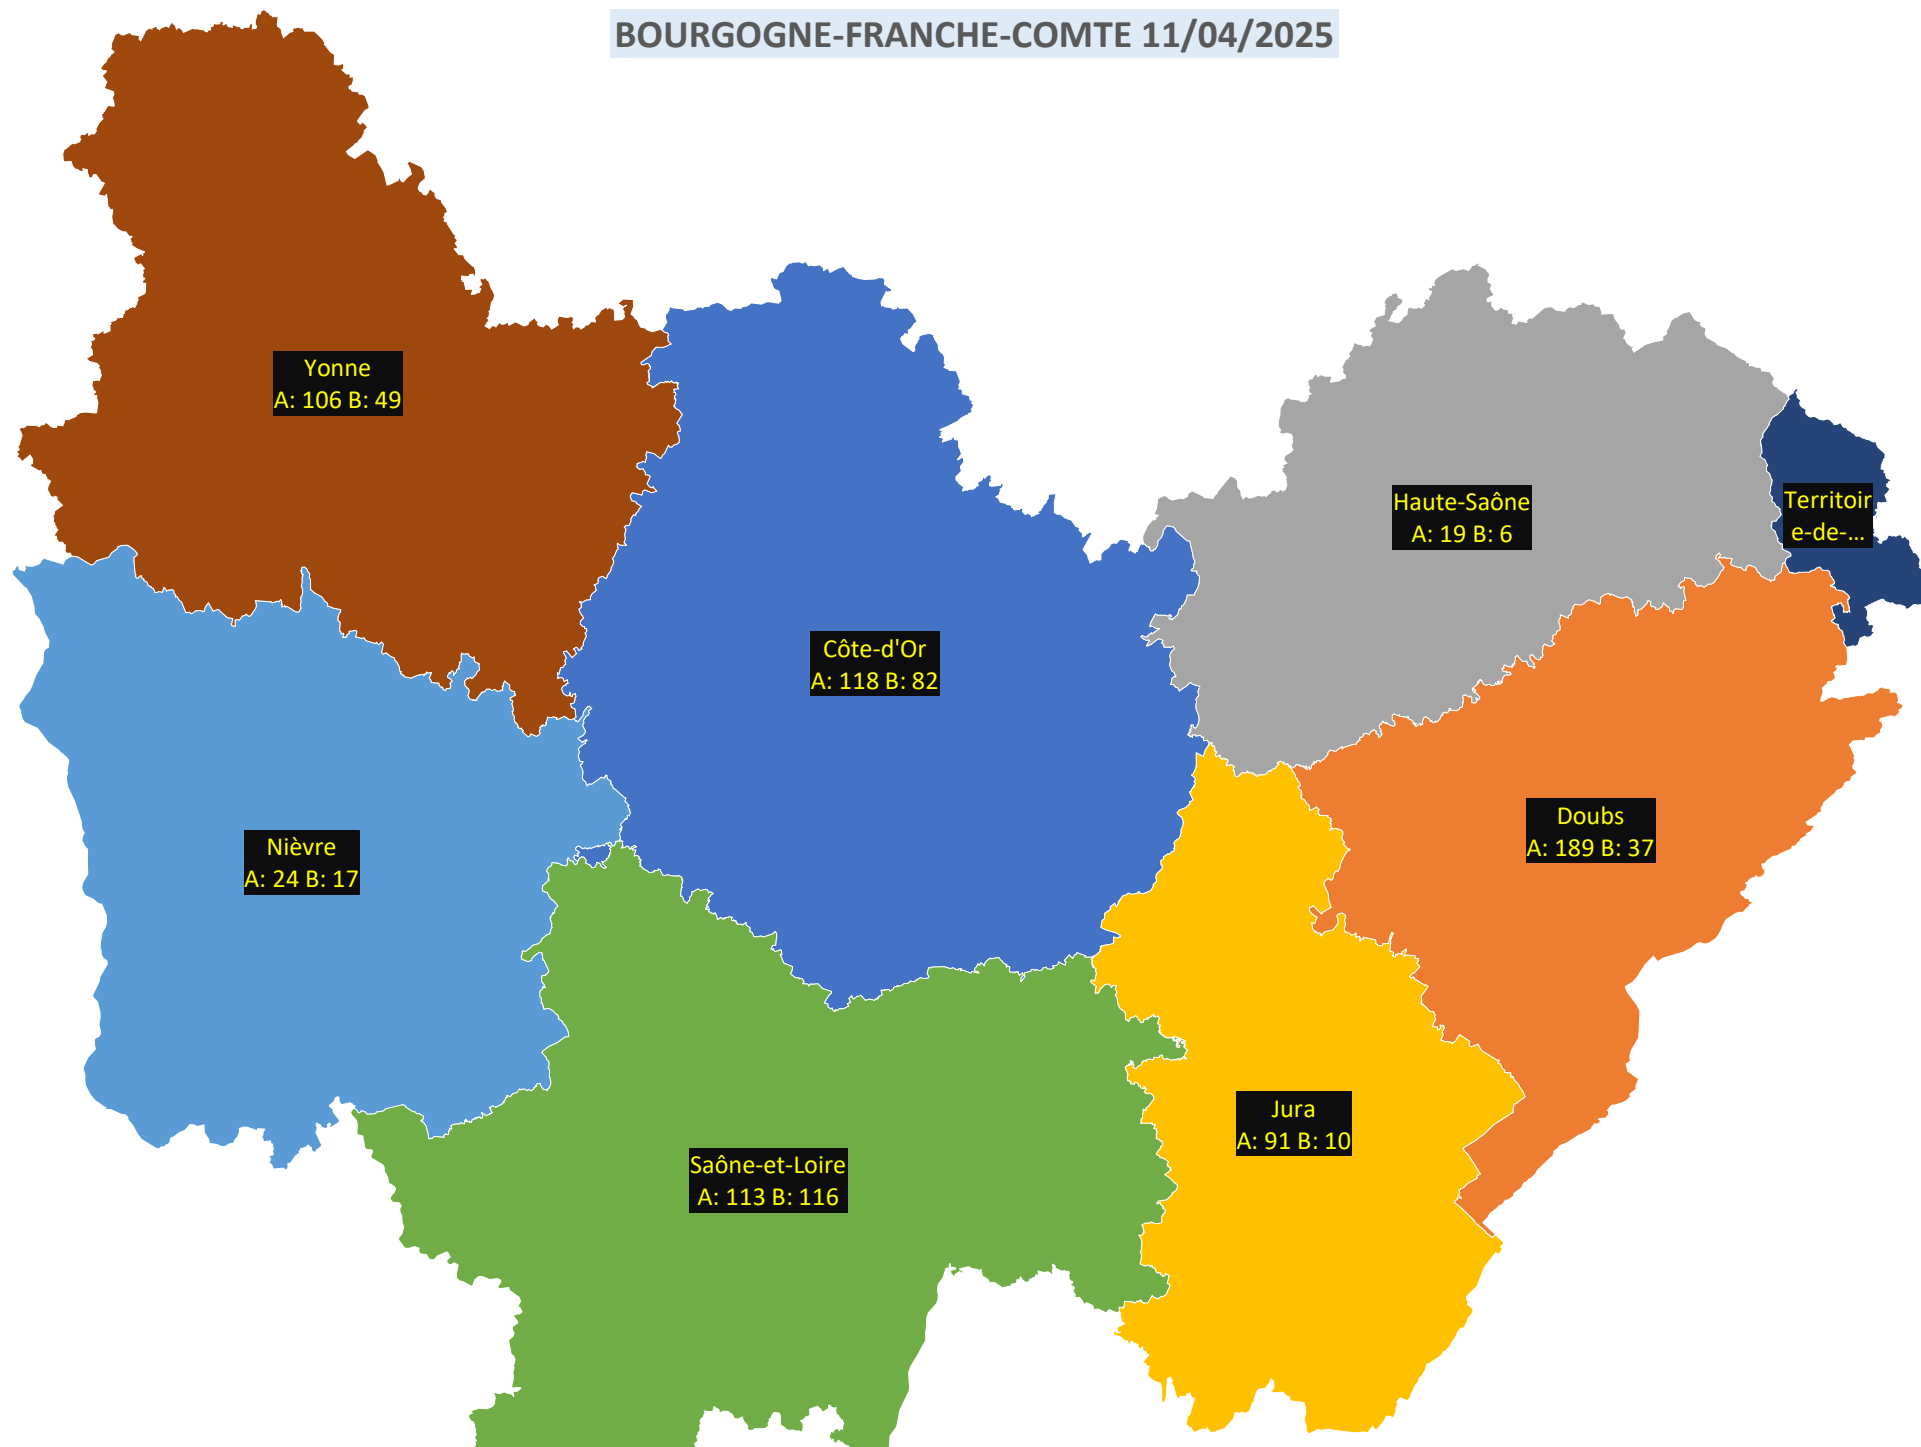 BOURGOGNE-FRANCHE-COMTE 11/04/2025
Yonne
A: 106 B: 49
Haute-Saône
A: 19 B: 6
Territoir
e-de-...
Côte-d'Or
A: 118 B: 82
Doubs
A: 189 B: 37
Nièvre
A: 24 B: 17
Jura
A: 91 B: 10
Saône-et-Loire
A: 113 B: 116